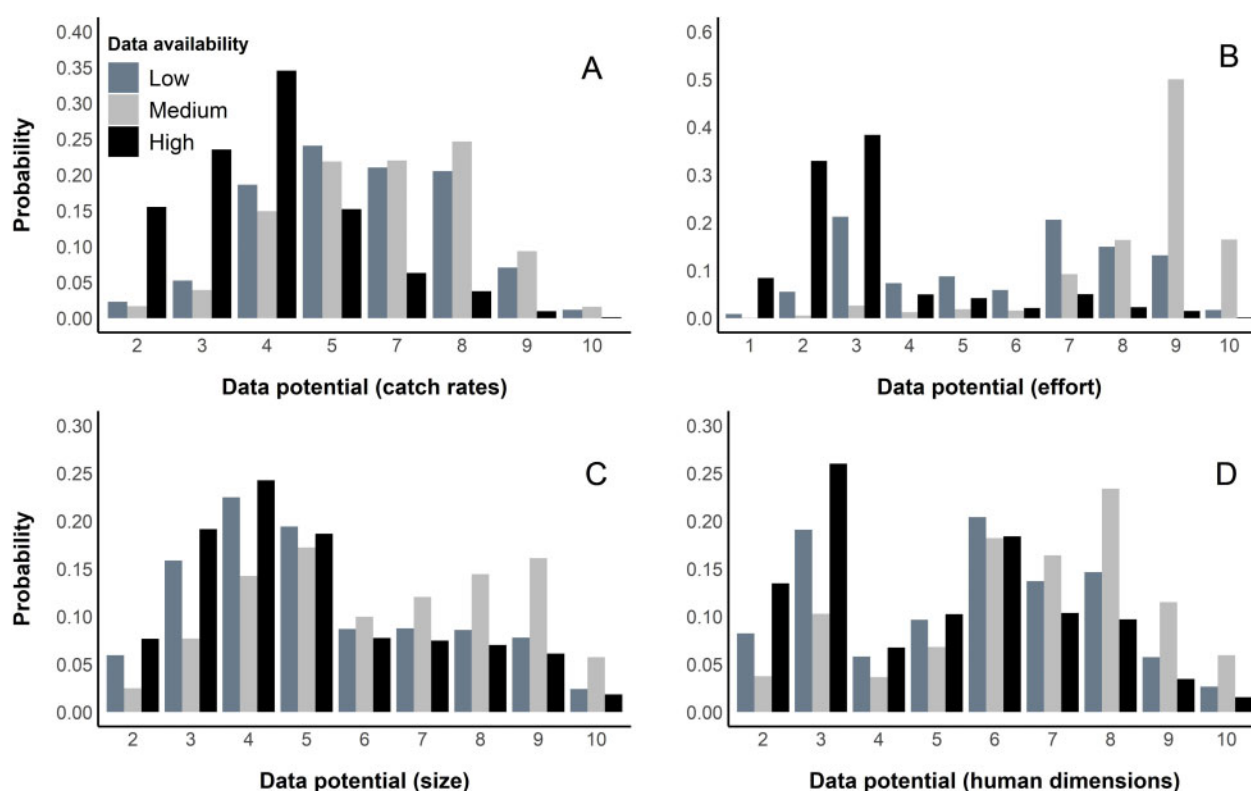 Data availability
Low
Medium
High
A
Probability
0.40
0.35
0.30
0.25
0.20
0.15
0.10
0.05
0.00
2 3 4 5 7 8 9 10
Data potential (catch rates)
B
0.6
0.5
0.4
0.3
0.2
0.1
0.0
1 2 3 4 5 6 7 8 9 10
Data potential (effort)
C
Probability
0.30
0.25
0.20
0.15
0.10
0.05
0.00
2 3 4 5 6 7 8 9 10
Data potential (size)
D
0.30
0.25
0.20
0.15
0.10
0.05
0.00
2 3 4 5 6 7 8 9 10
Data potential (human dimensions)